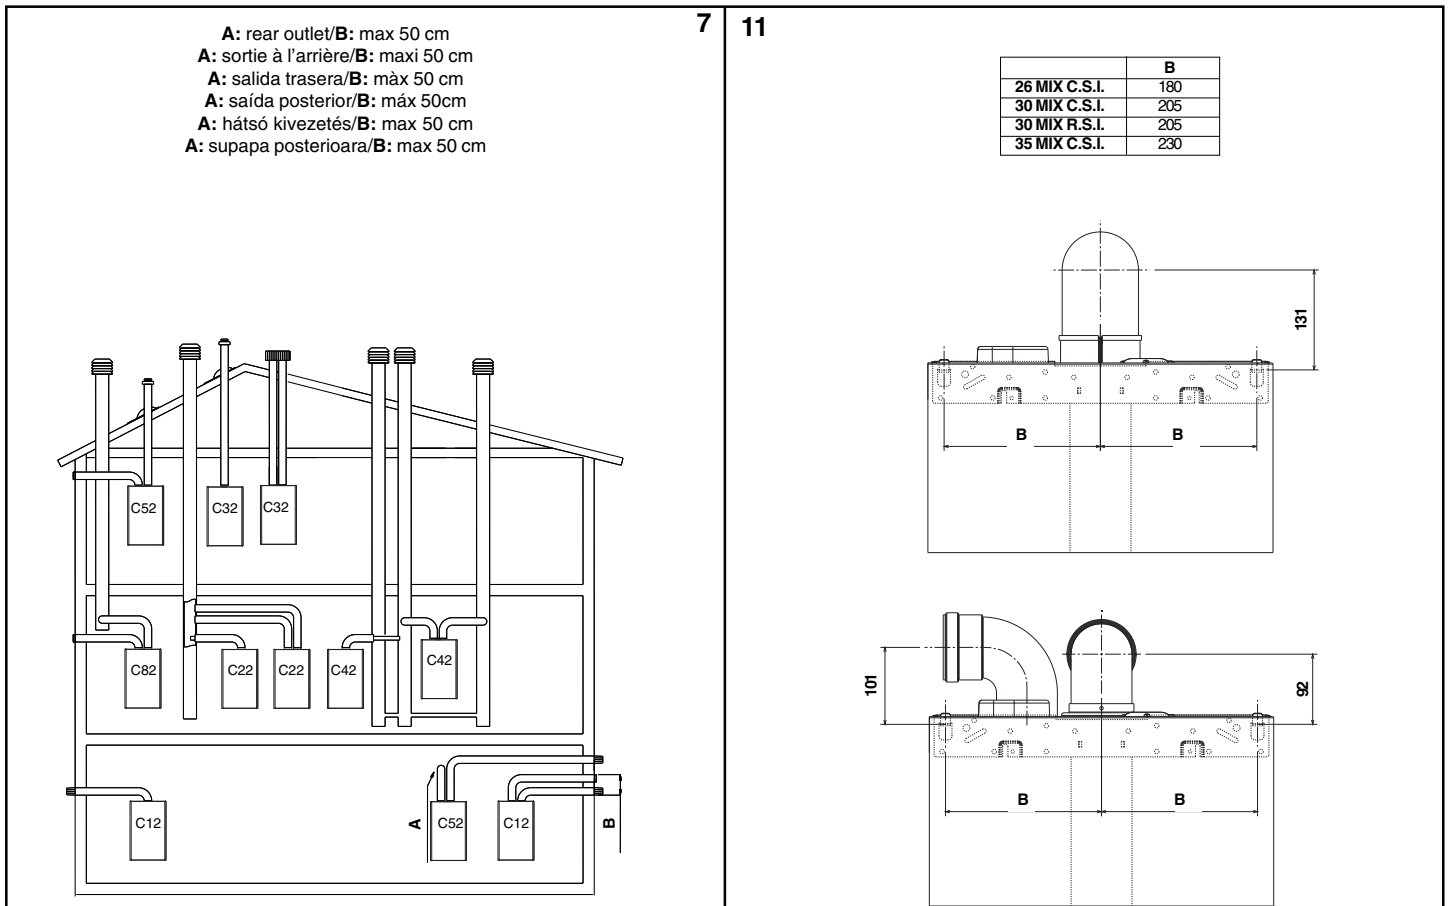 7
A: rear outlet/B: max 50 cm
A: sortie à l'arrière/B: maxi 50 cm
A: salida trasera/B: màx 50 cm
A: saída posterior/B: máx 50cm
A: hátsó kivezetés/B: max 50 cm
A: supapa posterioara/B: max 50 cm
C52
C32
C32
C82
C22
C22
C42
C42
C12
A
C52
C12
B
11
B
26 MIX C.S.I. 180
30 MIX C.S.I. 205
30 MIX R.S.I. 205
35 MIX C.S.I. 230
131
B B
101
92
B B